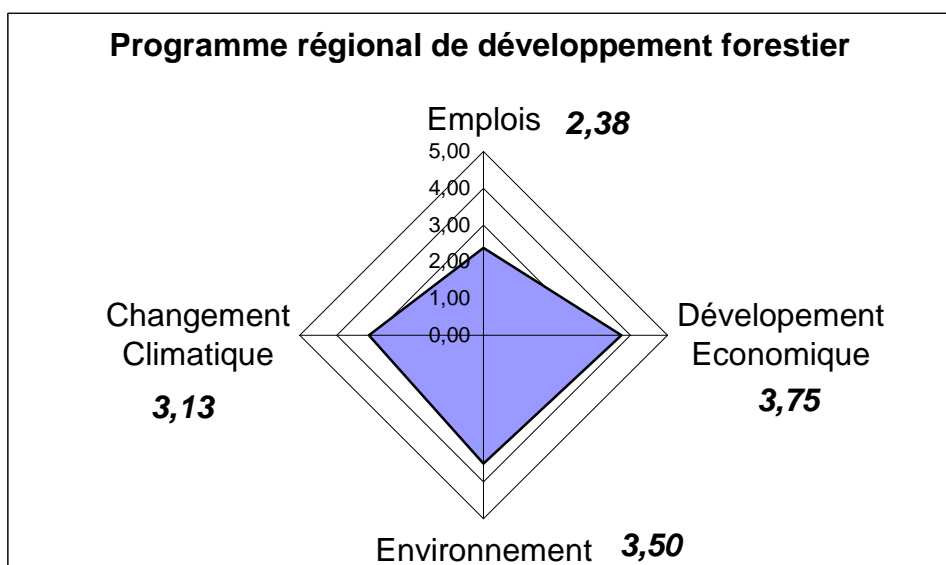 Programme régional de développement forestier
Emplois 2,38
5,00
4,00
3,00
2,00
1,00
0,00
Changement
Climatique
3,13
Dévelopement
Economique
3,75
Environnement 3,50